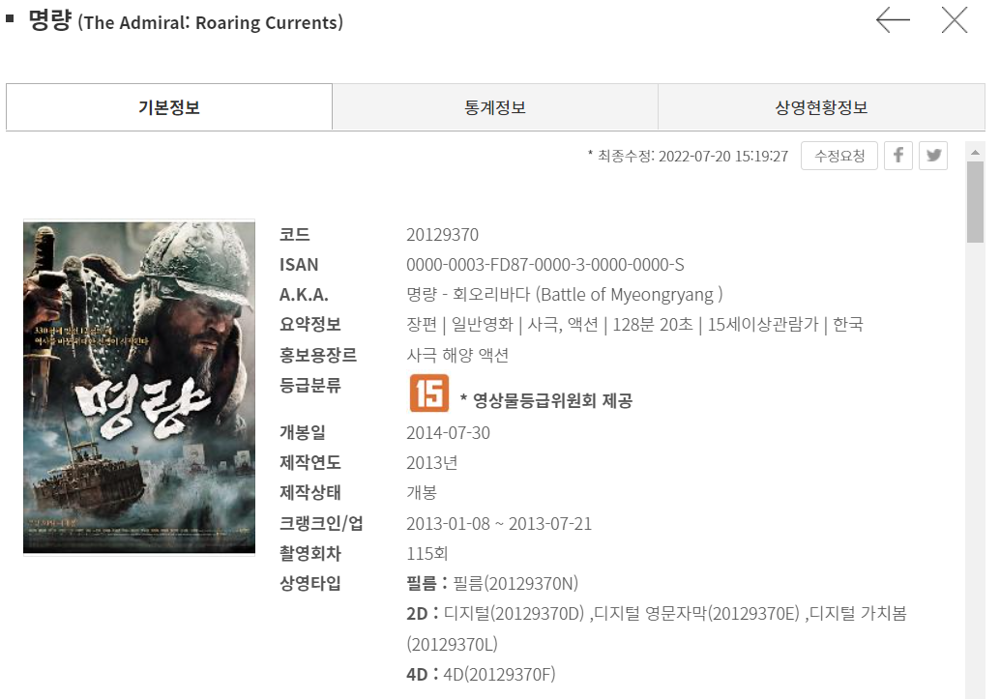 명량 (The Admiral: Roaring Currents)
기본정보
통계정보
상영현황정보
* 최종수정: 2022-07-20 15:19:27 수정요청
330척에 맞선 12척의 배
역사를 바꾼 위대한 전쟁이 시작된다
명량
코드 20129370
ISAN 0000-0003-FD87-0000-3-0000-0000-S
A.K.A. 명량 - 회오리바다 (Battle of Myeongryang )
요약정보 장편 | 일반영화 | 사극, 액션 | 128분 20초 | 15세이상관람가 | 한국
홍보용장르 사극 해양 액션
등급분류 15 * 영상물등급위원회 제공
개봉일 2014-07-30
제작연도 2013년
제작상태 개봉
크랭크인/업 2013-01-08 ~ 2013-07-21
촬영회차 115회
상영타입 필름 : 필름(20129370N)
2D : 디지털(20129370D) ,디지털 영문자막(20129370E) ,디지털 가치봄
(20129370L)
4D : 4D(20129370F)